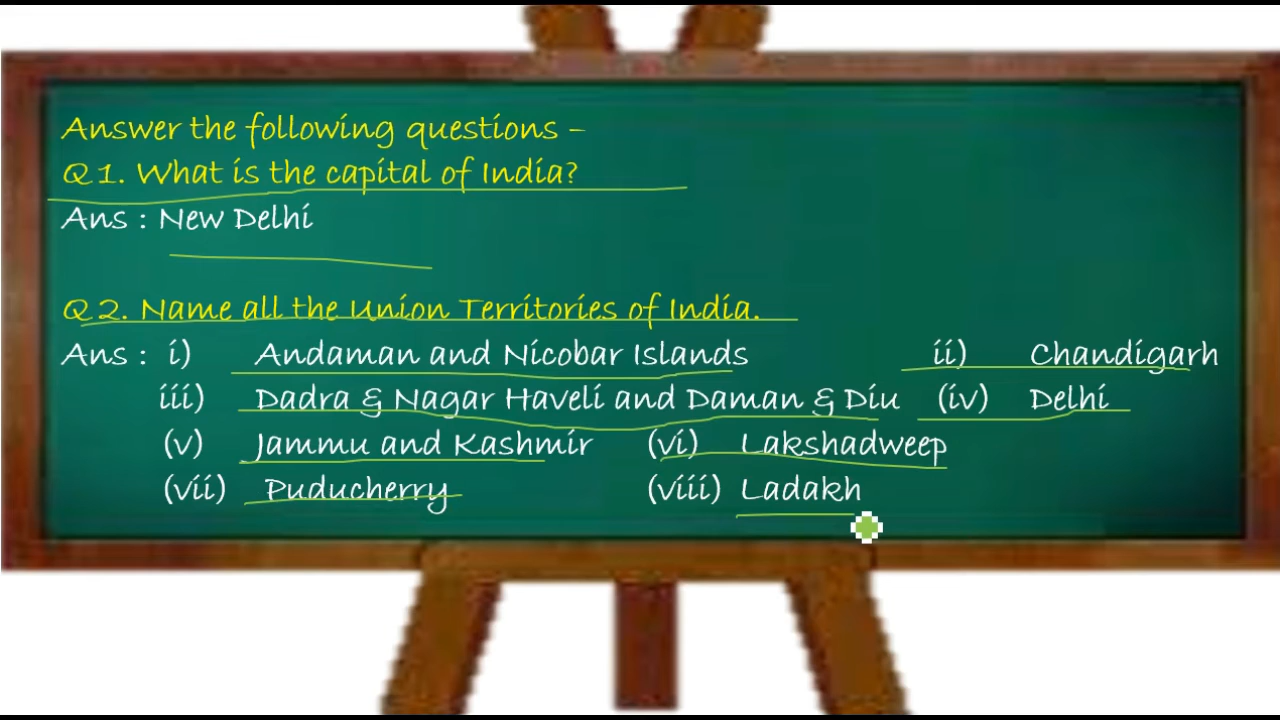 Answer the following questions –
Q 1. What is the capital of India?
Ans : New Delhi
Q 2. Name all the Union Territories of India.
Ans : i) Andaman and Nicobar Islands ii) Chandigarh
iii) Dadra & Nagar Haveli and Daman & Diu (iv) Delhi
(v) Jammu and Kashmir (vi) Lakshadweep
(vii) Puducherry (viii) Ladakh